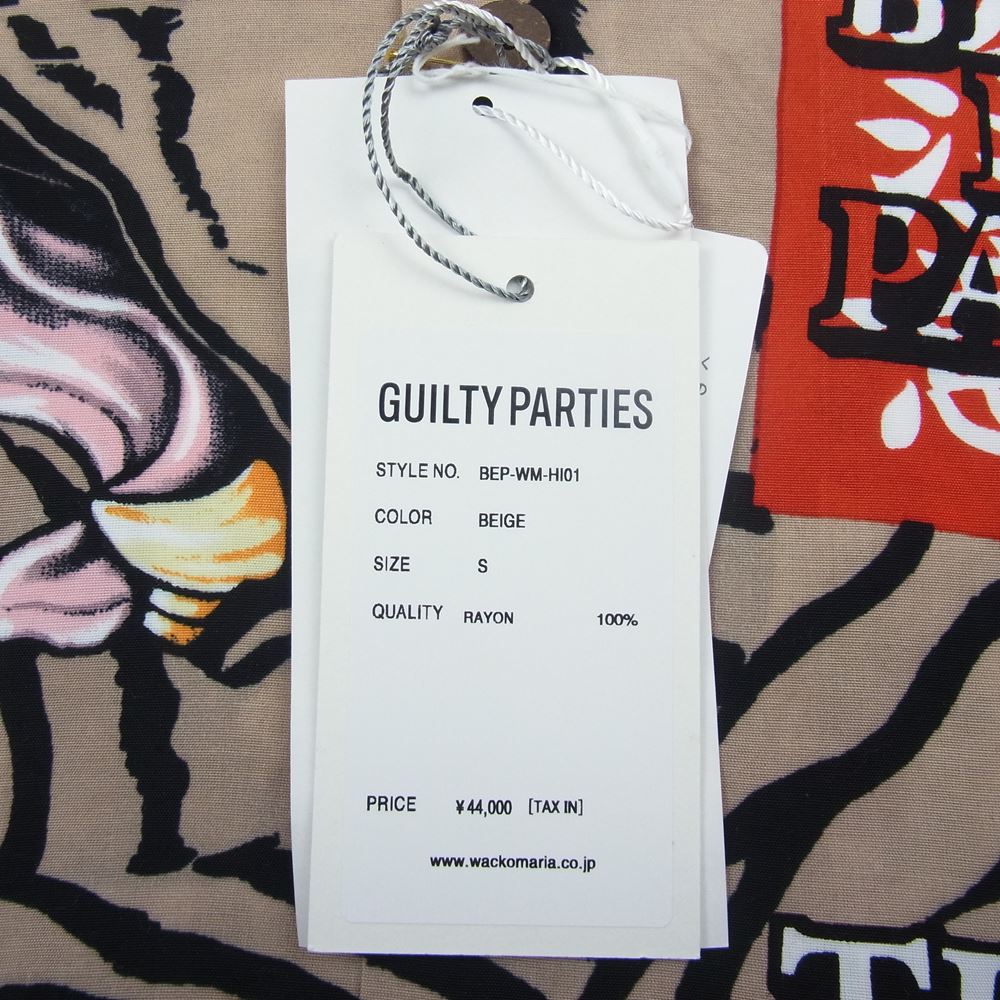 GUILTY PARTIES
STYLE NO. BEP-WM-HI01
COLOR BEIGE
SIZE S
QUALITY RAYON 100%
PRICE ¥44,000 [TAX IN]
www.wackomaria.co.jp
PA